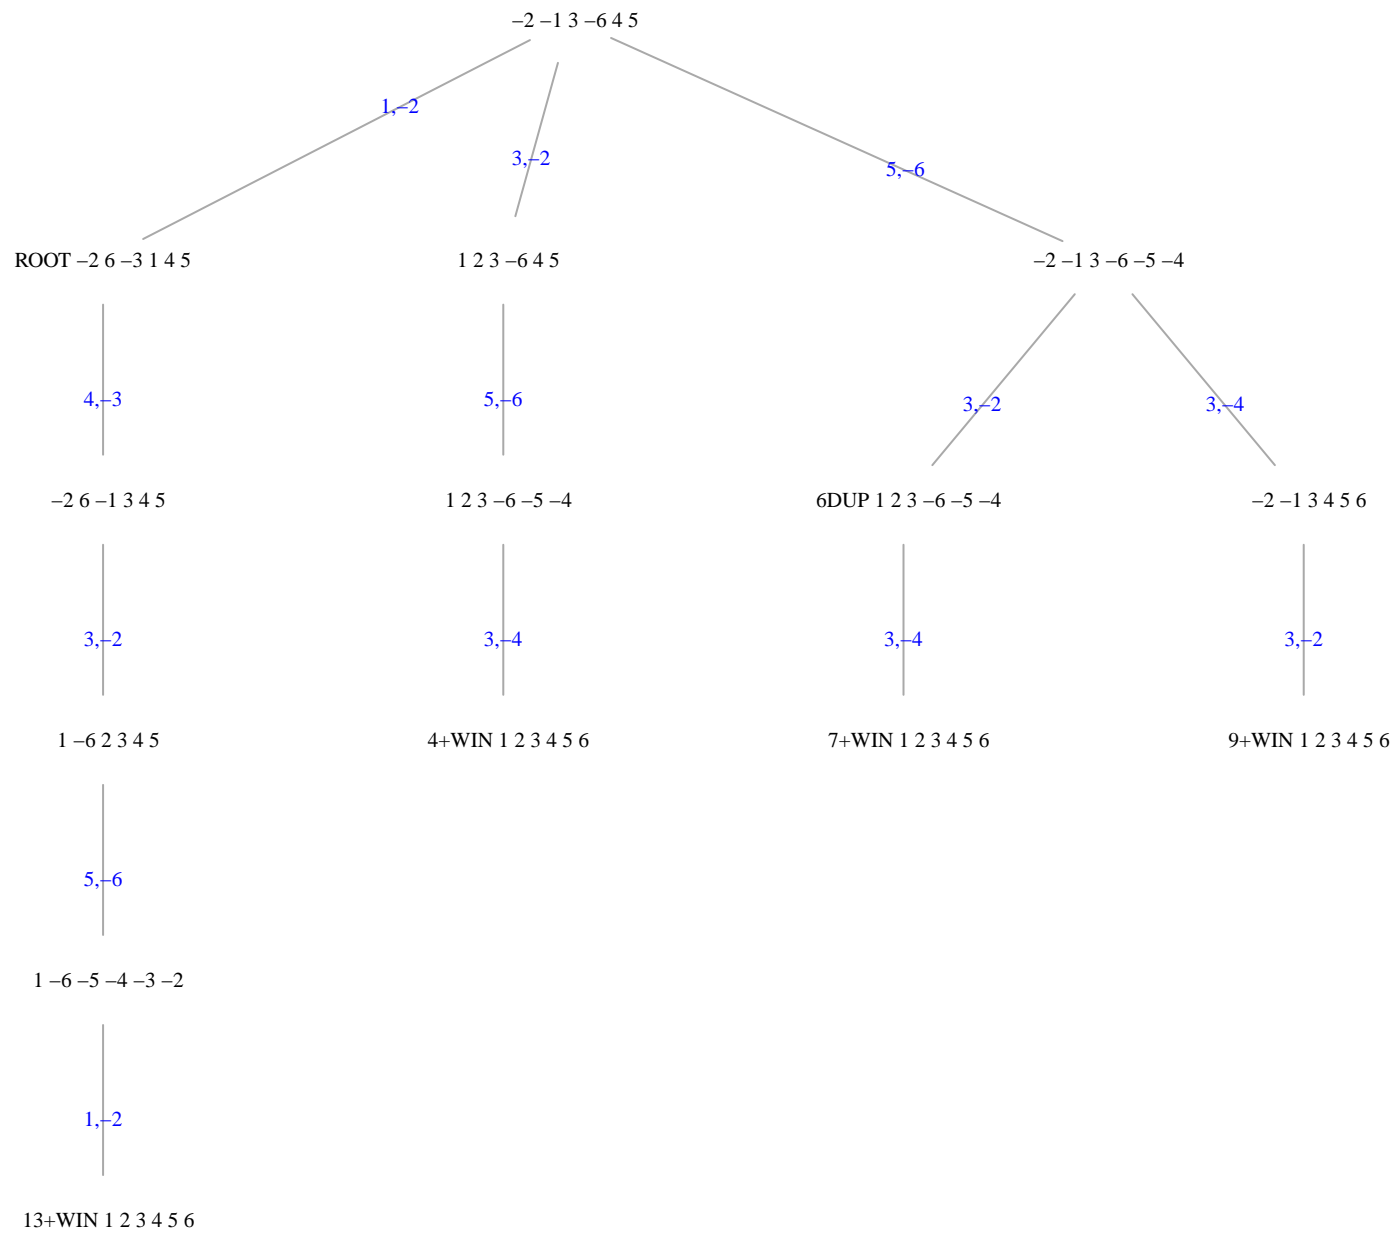 –2 –1 3 –6 4 5
1,–2
3,–2
5,–6
ROOT –2 6 –3 1 4 5
1 2 3 –6 4 5
–2 –1 3 –6 –5 –4
4,–3
5,–6
3,–2
3,–4
–2 6 –1 3 4 5
1 2 3 –6 –5 –4
6DUP 1 2 3 –6 –5 –4
–2 –1 3 4 5 6
3,–2
3,–4
3,–4
3,–2
1 –6 2 3 4 5
4+WIN 1 2 3 4 5 6
7+WIN 1 2 3 4 5 6
9+WIN 1 2 3 4 5 6
5,–6
1 –6 –5 –4 –3 –2
1,–2
13+WIN 1 2 3 4 5 6